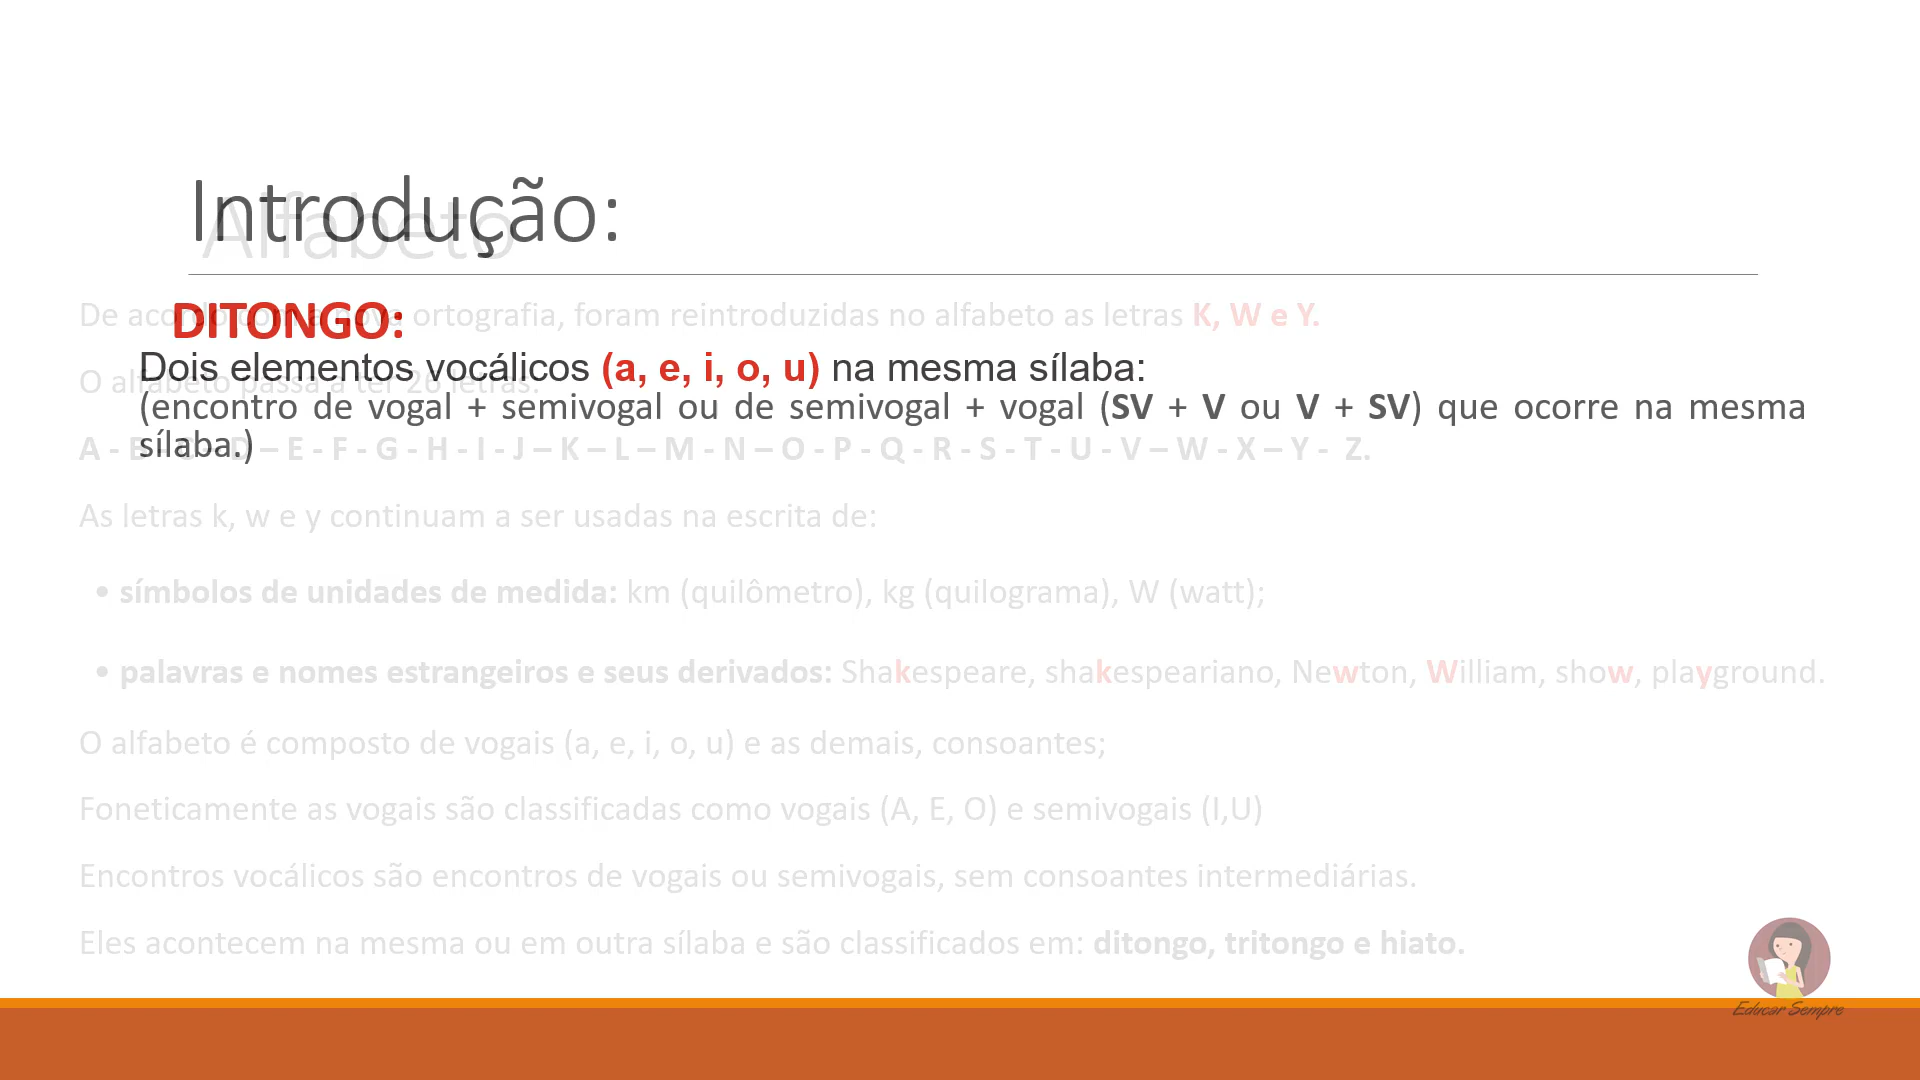 Introdução:
Alfabeto
DITONGO:
De acordo com a nova ortografia, foram reintroduzidas no alfabeto as letras K, W e Y.
Dois elementos vocálicos (a, e, i, o, u) na mesma sílaba:
O alfabeto passa a ter 26 letras:
(encontro de vogal + semivogal ou de semivogal + vogal (SV + V ou V + SV) que ocorre na mesma
sílaba.)
A - B - C - D – E - F - G - H - I - J – K – L – M - N – O - P - Q - R - S - T - U - V – W - X – Y - Z.
As letras k, w e y continuam a ser usadas na escrita de:
• símbolos de unidades de medida: km (quilômetro), kg (quilograma), W (watt);
• palavras e nomes estrangeiros e seus derivados: Shakespeare, shakespeariano, Newton, William, show, playground.
O alfabeto é composto de vogais (a, e, i, o, u) e as demais, consoantes;
Foneticamente as vogais são classificadas como vogais (A, E, O) e semivogais (I,U)
Encontros vocálicos são encontros de vogais ou semivogais, sem consoantes intermediárias.
Eles acontecem na mesma ou em outra sílaba e são classificados em: ditongo, tritongo e hiato.
Educar Sempre